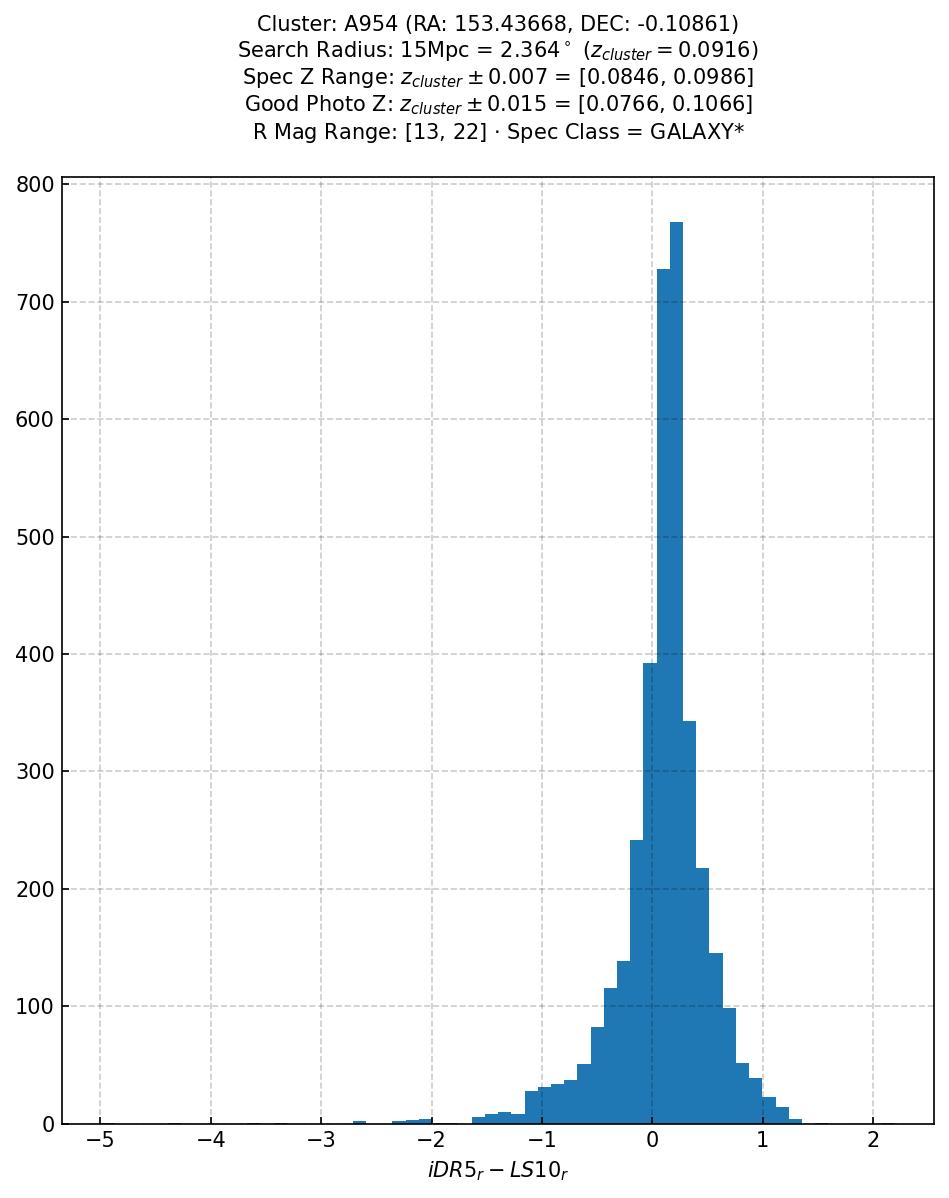 Cluster: A954 (RA: 153.43668, DEC: -0.10861)
Search Radius: 15Mpc = 2.364° (z_cluster = 0.0916)
Spec Z Range: z_cluster ± 0.007 = [0.0846, 0.0986]
Good Photo Z: z_cluster ± 0.015 = [0.0766, 0.1066]
R Mag Range: [13, 22] · Spec Class = GALAXY*
800
700
600
500
400
300
200
100
0
−5 −4 −3 −2 −1 0 1 2
iDR5_r − LS10_r